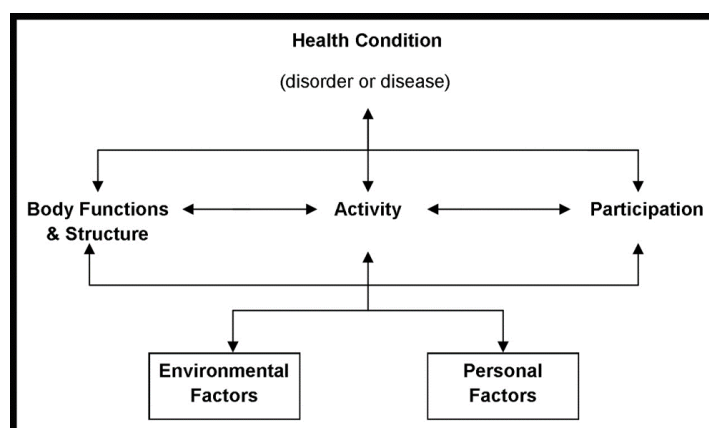 Health Condition
(disorder or disease)
Body Functions
& Structure
Activity
Participation
Environmental
Factors
Personal
Factors